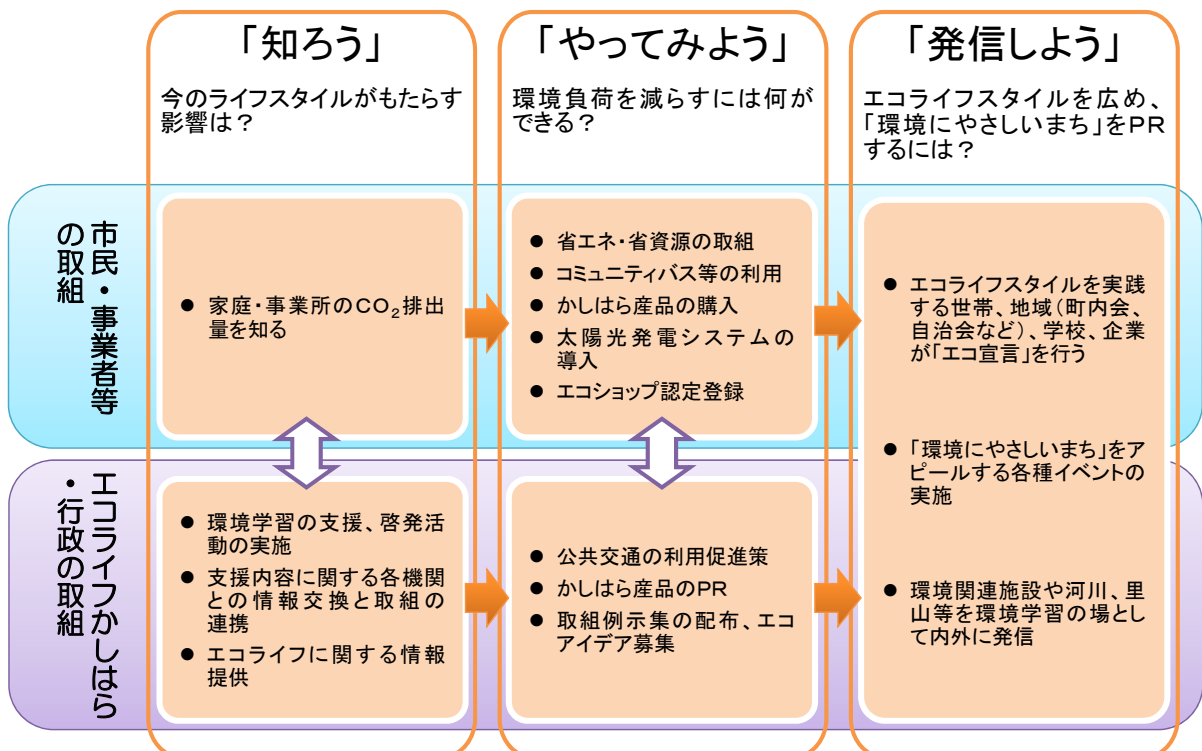 「知ろう」
今のライフスタイルがもたらす
影響は？
「やってみよう」
環境負荷を減らすには何が
できる？
「発信しよう」
エコライフスタイルを広め、
「環境にやさしいまち」をPR
するには？
市民・事業者等
の取組
● 家庭・事業所のCO₂排出
量を知る
● 省エネ・省資源の取組
● コミュニティバス等の利用
● かしはら産品の購入
● 太陽光発電システムの
導入
● エコショップ認定登録
● エコライフスタイルを実践
する世帯、地域（町内会、
自治会など）、学校、企業
が「エコ宣言」を行う
● 「環境にやさしいまち」をア
ピールする各種イベントの
実施
● 環境関連施設や河川、里
山等を環境学習の場とし
て内外に発信
エコライフかしはら
・行政の取組
● 環境学習の支援、啓発活
動の実施
● 支援内容に関する各機関
との情報交換と取組の
連携
● エコライフに関する情報
提供
● 公共交通の利用促進策
● かしはら産品のPR
● 取組例示集の配布、エコ
アイデア募集